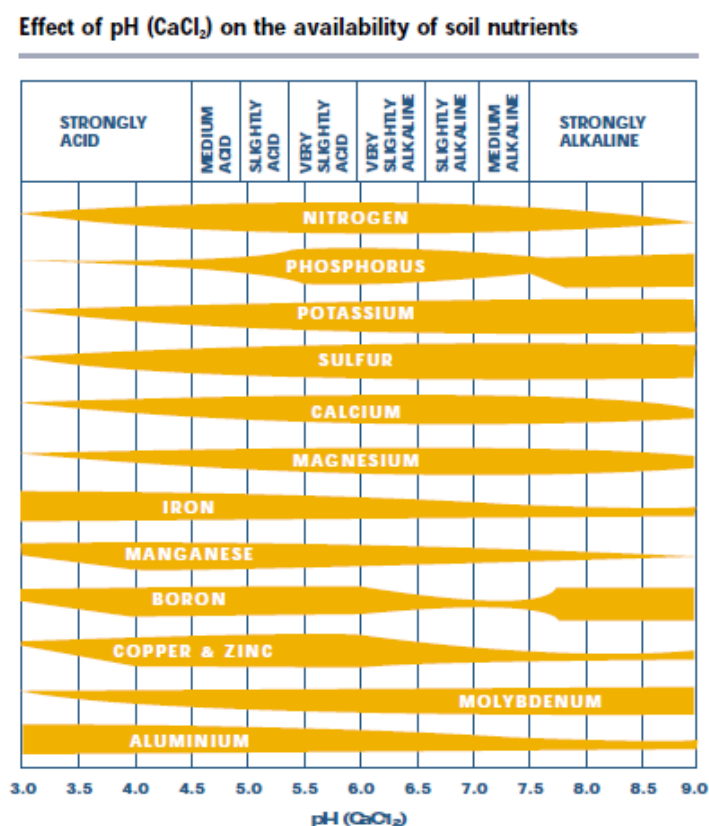 Effect of pH (CaCl₂) on the availability of soil nutrients
STRONGLY
ACID
MEDIUM
ACID
SLIGHTLY
ACID
VERY
SLIGHTLY
ACID
VERY
SLIGHTLY
ALKALINE
SLIGHTLY
ALKALINE
MEDIUM
ALKALINE
STRONGLY
ALKALINE
NITROGEN
PHOSPHORUS
POTASSIUM
SULFUR
CALCIUM
MAGNESIUM
IRON
MANGANESE
BORON
COPPER & ZINC
MOLYBDENUM
ALUMINIUM
3.0 3.5 4.0 4.5 5.0 5.5 6.0 6.5 7.0 7.5 8.0 8.5 9.0
pH (CaCl₂)